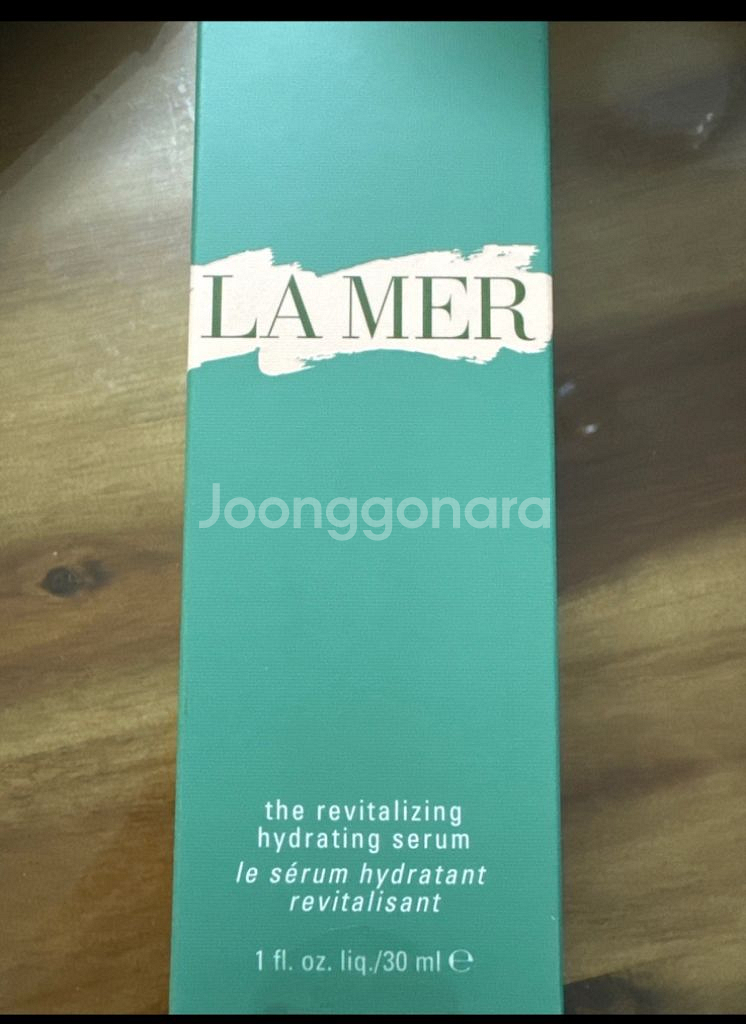 LA MER
Joonggonara
the revitalizing
hydrating serum
le sérum hydratant
revitalisant
1 fl. oz. liq./30 ml ℮